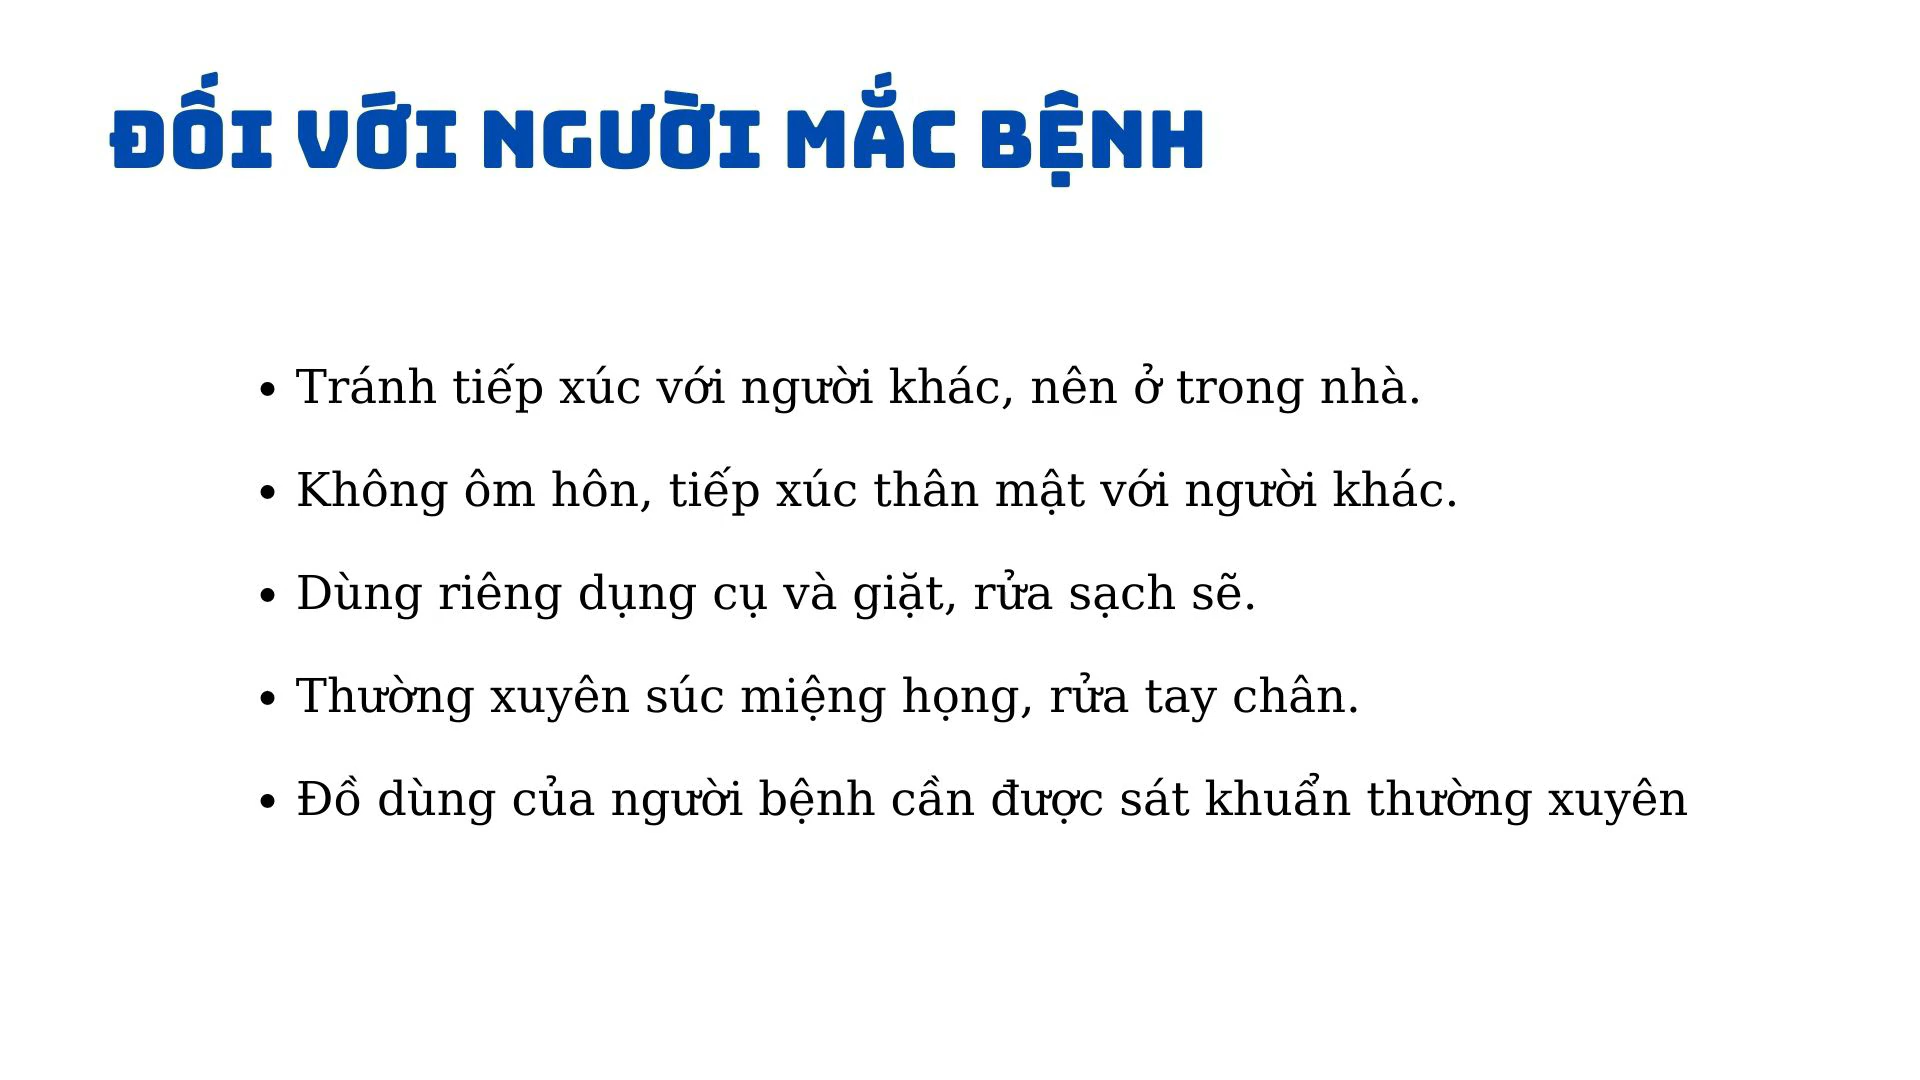 ĐỐI VỚI NGƯỜI MẮC BỆNH
• Tránh tiếp xúc với người khác, nên ở trong nhà.
• Không ôm hôn, tiếp xúc thân mật với người khác.
• Dùng riêng dụng cụ và giặt, rửa sạch sẽ.
• Thường xuyên súc miệng họng, rửa tay chân.
• Đồ dùng của người bệnh cần được sát khuẩn thường xuyên